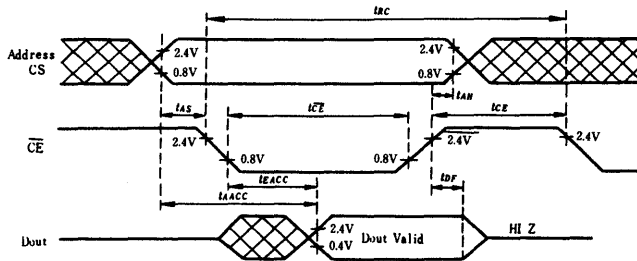 tRC
Address
CS
2.4V
0.8V
2.4V
0.8V
tAH
tAS
tCE
tCE
CE
2.4V
0.8V
0.8V
2.4V
2.4V
tEACC
tAACC
tDF
Dout
2.4V
0.4V
Dout Valid
HI Z